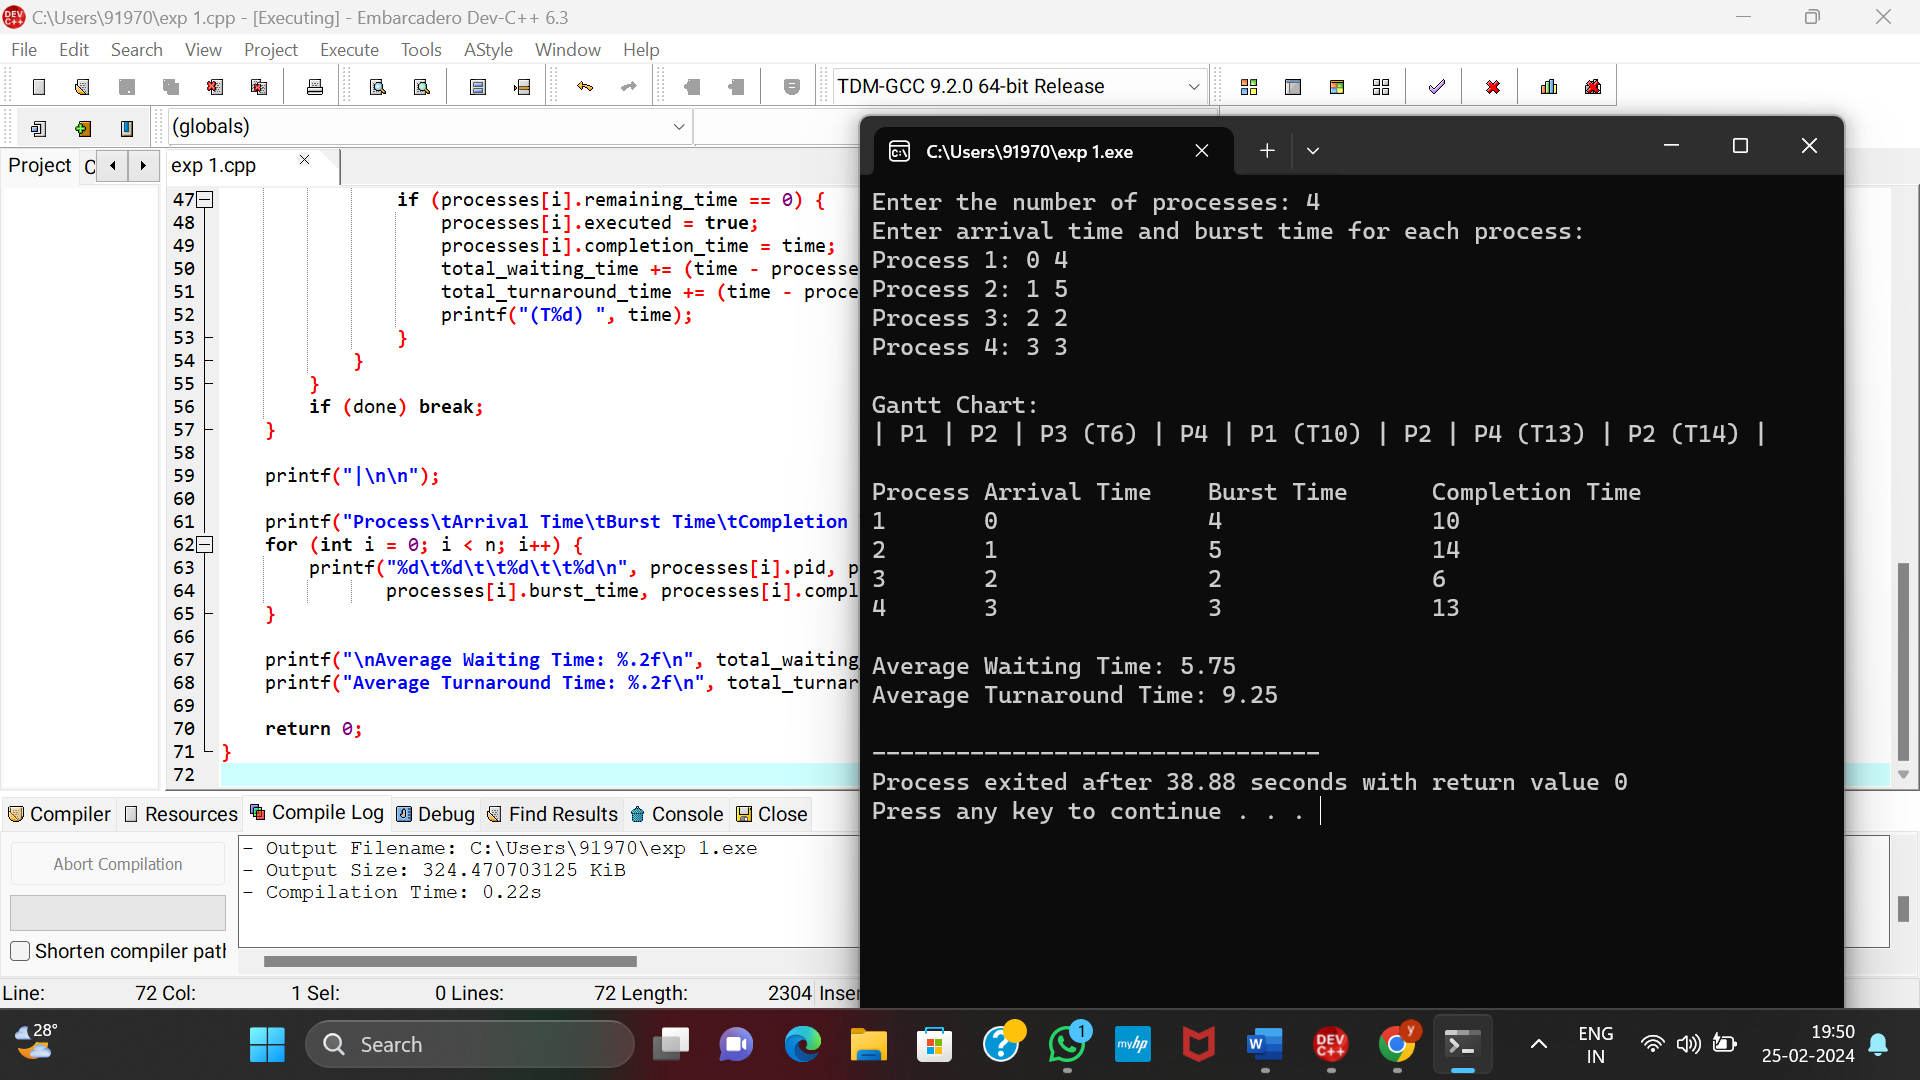 C:\Users\91970\exp 1.cpp - [Executing] - Embarcadero Dev-C++ 6.3
File Edit Search View Project Execute Tools AStyle Window Help
TDM-GCC 9.2.0 64-bit Release
(globals)
Project
exp 1.cpp
47 if (processes[i].remaining_time == 0) {
48 processes[i].executed = true;
49 processes[i].completion_time = time;
50 total_waiting_time += (time - processe
51 total_turnaround_time += (time - proce
52 printf("(T%d) ", time);
53 }
54 }
55 }
56 if (done) break;
57 }
58
59 printf("|\n\n");
60
61 printf("Process\tArrival Time\tBurst Time\tCompletion
62 for (int i = 0; i < n; i++) {
63 printf("%d\t%d\t\t%d\t\t%d\n", processes[i].pid, p
64 processes[i].burst_time, processes[i].compl
65 }
66
67 printf("\nAverage Waiting Time: %.2f\n", total_waiting
68 printf("Average Turnaround Time: %.2f\n", total_turnar
69
70 return 0;
71 }
72
C:\Users\91970\exp 1.exe
Enter the number of processes: 4
Enter arrival time and burst time for each process:
Process 1: 0 4
Process 2: 1 5
Process 3: 2 2
Process 4: 3 3
Gantt Chart:
| P1 | P2 | P3 (T6) | P4 | P1 (T10) | P2 | P4 (T13) | P2 (T14) |
Process Arrival Time Burst Time Completion Time
1 0 4 10
2 1 5 14
3 2 2 6
4 3 3 13
Average Waiting Time: 5.75
Average Turnaround Time: 9.25
--------------------------------
Process exited after 38.88 seconds with return value 0
Press any key to continue . . .
Compiler Resources Compile Log Debug Find Results Console Close
Abort Compilation
Shorten compiler path
- Output Filename: C:\Users\91970\exp 1.exe
- Output Size: 324.470703125 KiB
- Compilation Time: 0.22s
Line: 72 Col: 1 Sel: 0 Lines: 72 Length: 2304 Inser
28°
Search
1
myhp
DEV C++
y
ENG
IN
19:50
25-02-2024